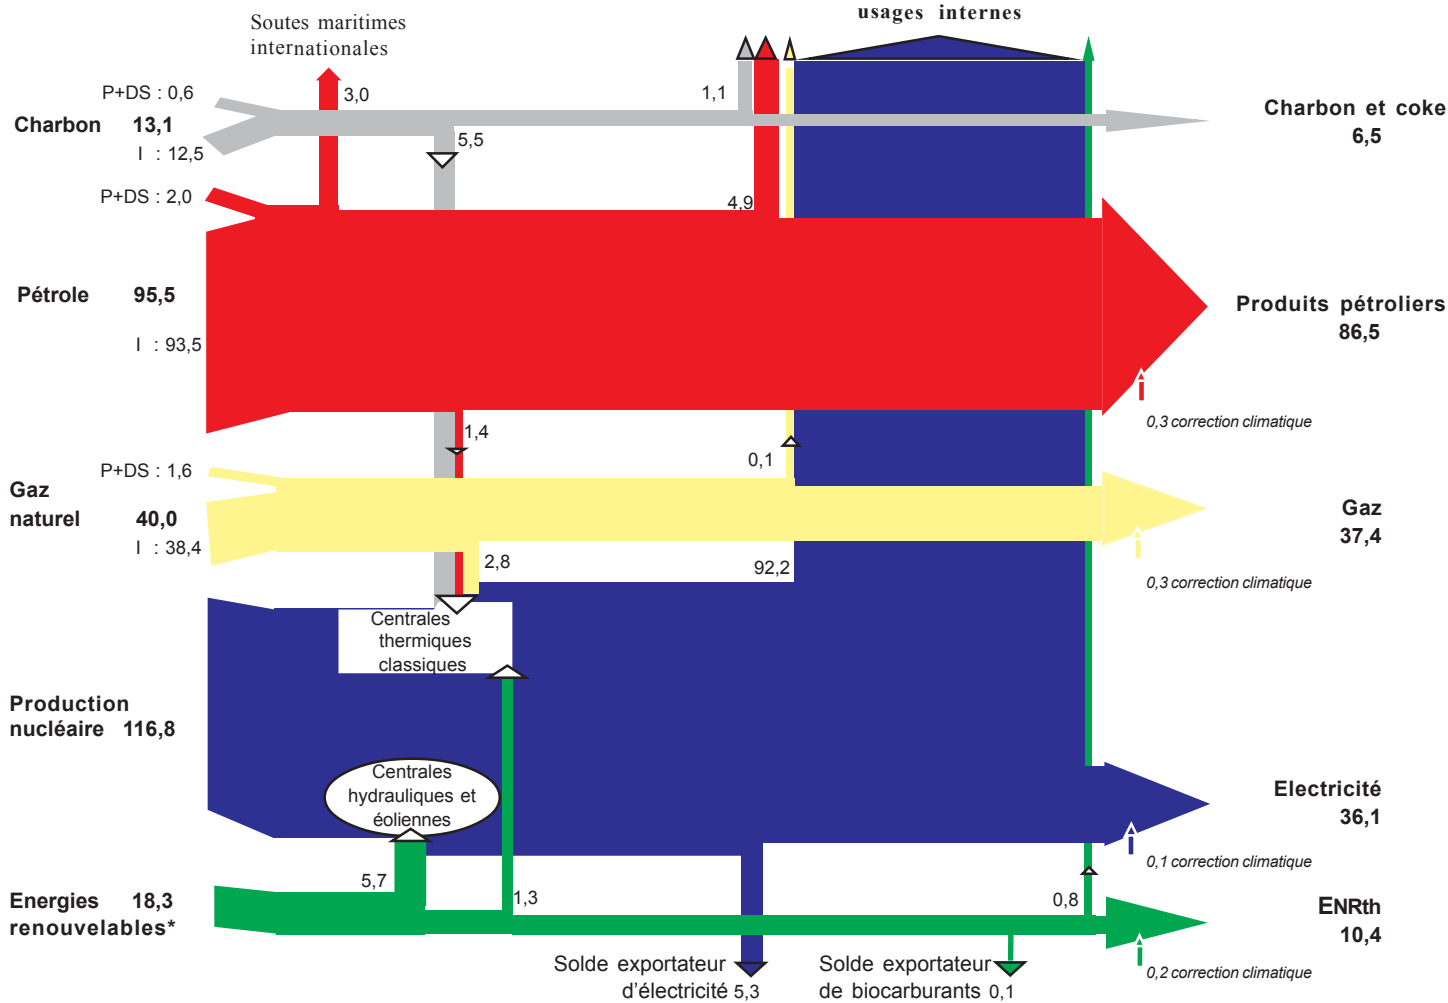 usages internes
Soutes maritimes
internationales
P+DS : 0,6
3,0
1,1
Charbon 13,1
I : 12,5
5,5
Charbon et coke
6,5
P+DS : 2,0
4,9
Pétrole 95,5
I : 93,5
Produits pétroliers
86,5
0,3 correction climatique
1,4
P+DS : 1,6
0,1
Gaz
naturel 40,0
I : 38,4
Gaz
37,4
2,8
92,2
0,3 correction climatique
Centrales
thermiques
classiques
Production
nucléaire 116,8
Centrales
hydrauliques et
éoliennes
Electricité
36,1
0,1 correction climatique
5,7
1,3
0,8
Energies 18,3
renouvelables*
ENRth
10,4
0,2 correction climatique
Solde exportateur
d'électricité 5,3
Solde exportateur
de biocarburants 0,1